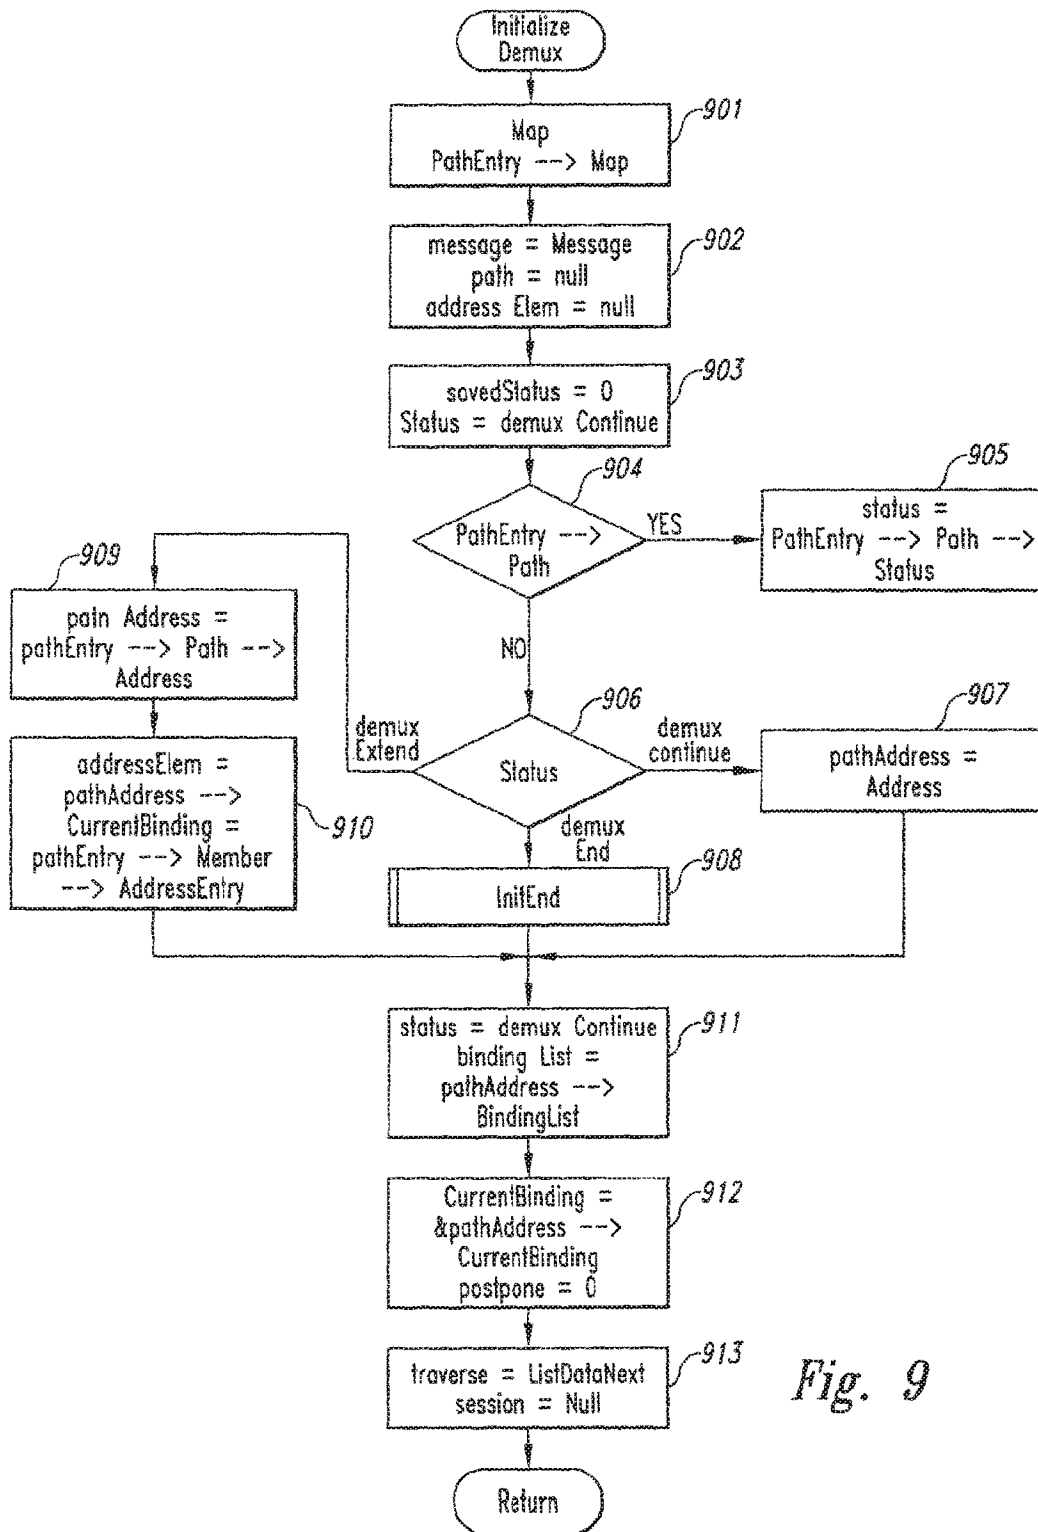 Initialize
Demux
901
Map
PathEntry --> Map
902
message = Message
path = null
address Elem = null
903
savedStatus = 0
Status = demux Continue
904
PathEntry -->
Path
YES
905
status =
PathEntry --> Path -->
Status
NO
909
path Address =
pathEntry --> Path -->
Address
906
Status
demux
Extend
demux
continue
demux
End
907
pathAddress =
Address
910
addressElem =
pathAddress -->
CurrentBinding =
pathEntry --> Member
--> AddressEntry
908
InitEnd
911
status = demux Continue
binding List =
pathAddress -->
BindingList
912
CurrentBinding =
&pathAddress -->
CurrentBinding
postpone = 0
913
traverse = ListDataNext
session = Null
Return
Fig. 9